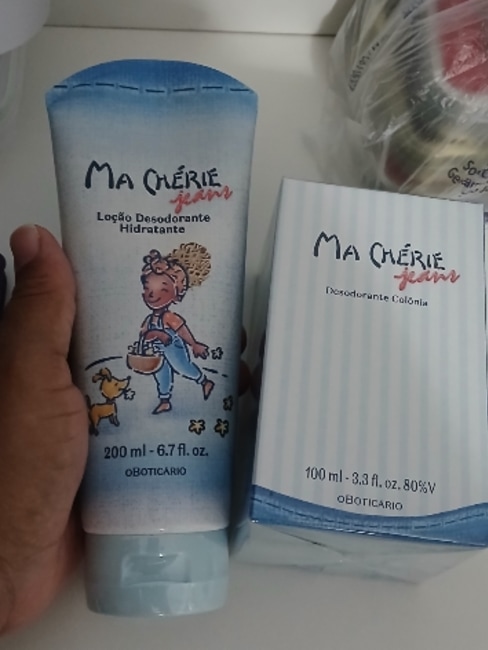 MA CHÉRIE
jeans
Loção Desodorante
Hidratante
200 ml - 6.7 fl. oz.
oBOTICÁRIO
MA CHÉRIE
jeans
Desodorante Colônia
100 ml - 3.3 fl. oz. 80%V
oBOTICÁRIO